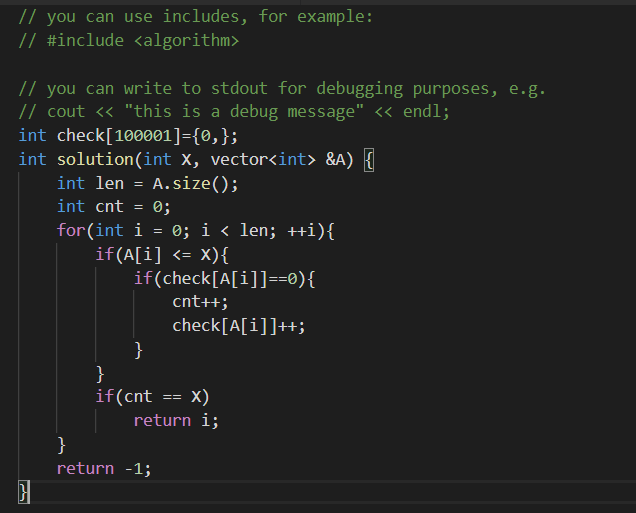 // you can use includes, for example:
// #include <algorithm>
// you can write to stdout for debugging purposes, e.g.
// cout << "this is a debug message" << endl;
int check[100001]={0,};
int solution(int X, vector<int> &A) {
    int len = A.size();
    int cnt = 0;
    for(int i = 0; i < len; ++i){
        if(A[i] <= X){
            if(check[A[i]]==0){
                cnt++;
                check[A[i]]++;
            }
        }
        if(cnt == X)
            return i;
    }
    return -1;
}